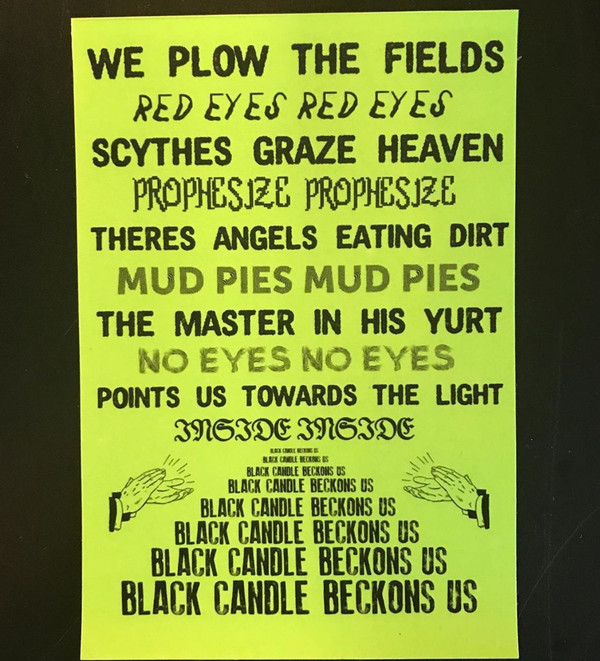 WE PLOW THE FIELDS
RED EYES RED EYES
SCYTHES GRAZE HEAVEN
PROPHESIZE PROPHESIZE
THERES ANGELS EATING DIRT
MUD PIES MUD PIES
THE MASTER IN HIS YURT
NO EYES NO EYES
POINTS US TOWARDS THE LIGHT
INSIDE INSIDE
BLACK CANDLE BECKONS US
BLACK CANDLE BECKONS US
BLACK CANDLE BECKONS US
BLACK CANDLE BECKONS US
BLACK CANDLE BECKONS US
BLACK CANDLE BECKONS US
BLACK CANDLE BECKONS US
BLACK CANDLE BECKONS US